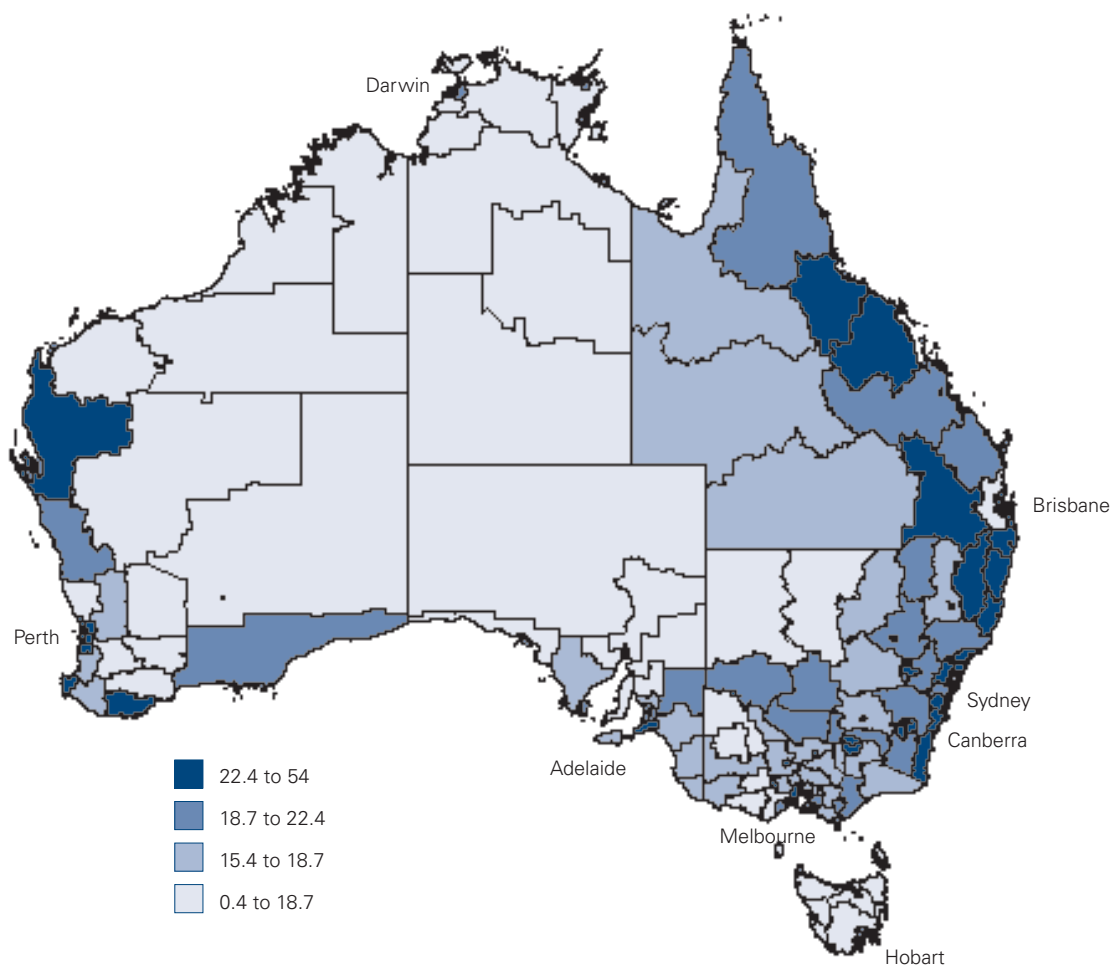 Darwin
Brisbane
Perth
Sydney
Canberra
Adelaide
22.4 to 54
18.7 to 22.4
Melbourne
15.4 to 18.7
0.4 to 18.7
Hobart